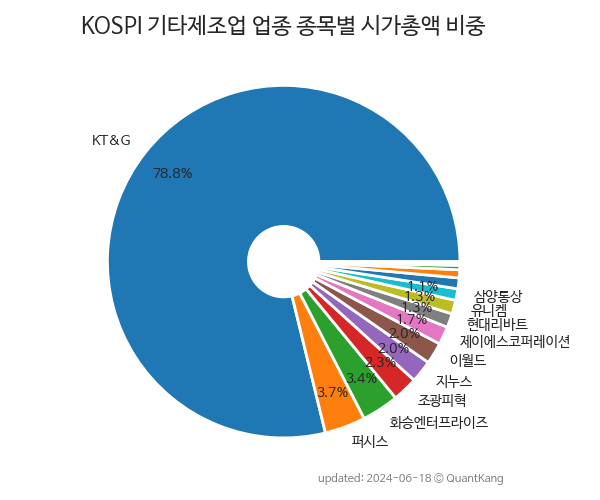 KOSPI 기타제조업 업종 종목별 시가총액 비중
KT&G
78.8%
1.1%
삼양통상
1.3%
유니켐
1.3%
현대리바트
1.7%
제이에스코퍼레이션
2.0%
이월드
2.0%
지누스
2.3%
조광피혁
3.4%
화승엔터프라이즈
3.7%
퍼시스
updated: 2024-06-18 © QuantKang